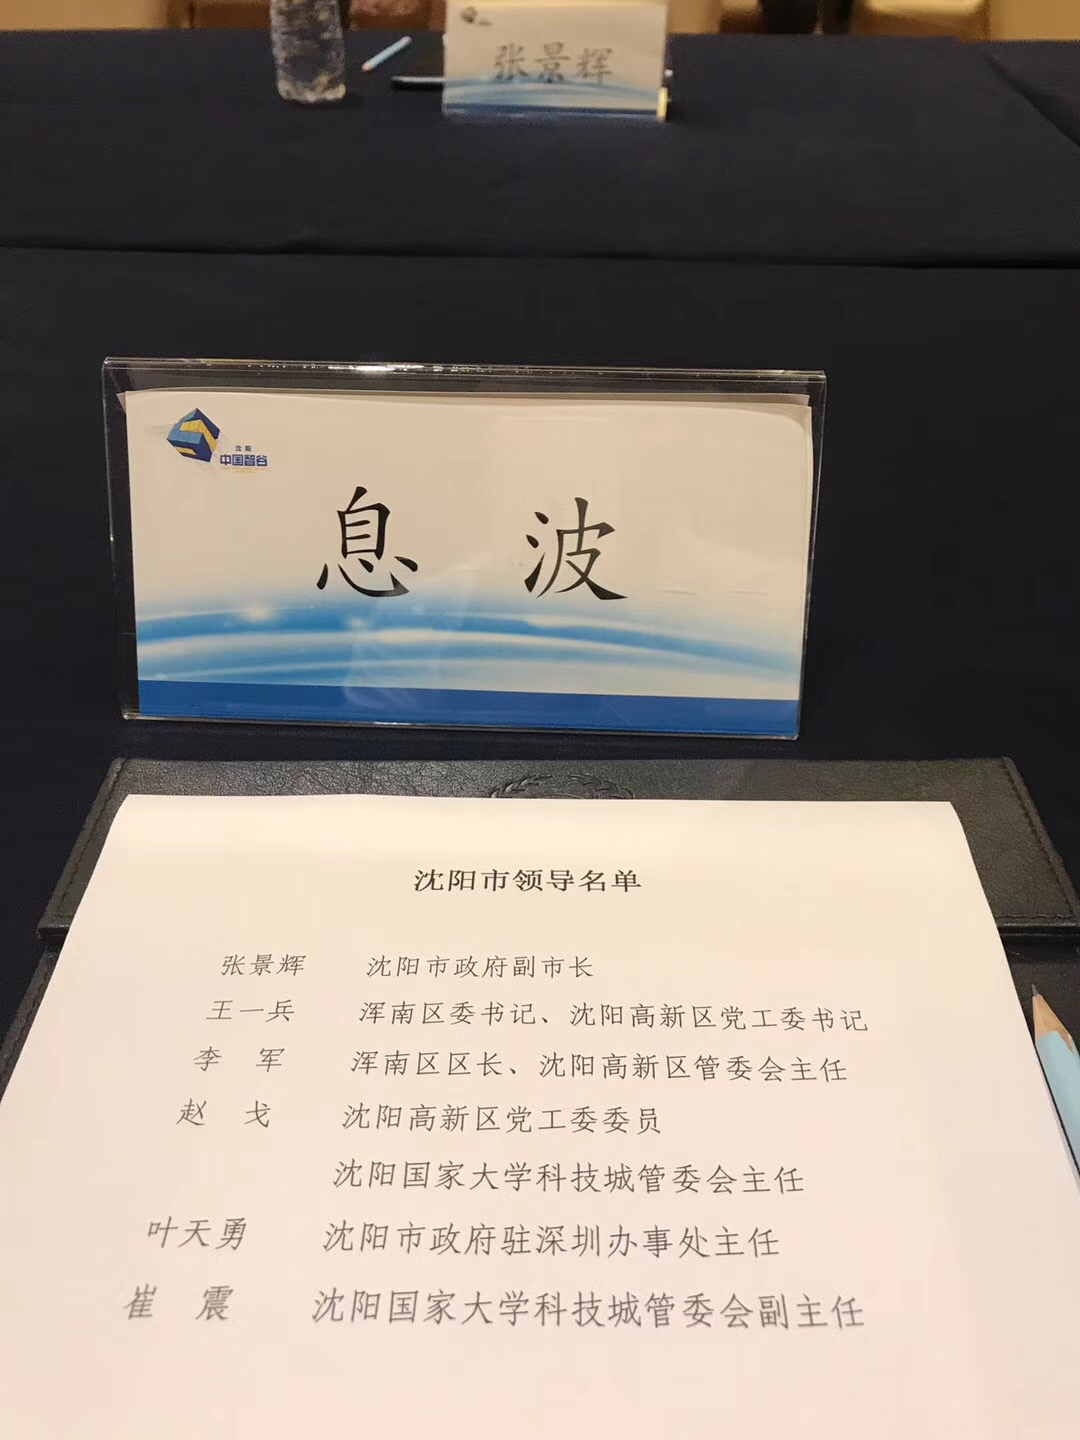 张景辉
沈阳
中国智谷
息 波
沈阳市领导名单
张景辉 沈阳市政府副市长
王一兵 浑南区委书记、沈阳高新区党工委书记
李 军 浑南区区长、沈阳高新区管委会主任
赵 戈 沈阳高新区党工委委员
沈阳国家大学科技城管委会主任
叶天勇 沈阳市政府驻深圳办事处主任
崔 震 沈阳国家大学科技城管委会副主任